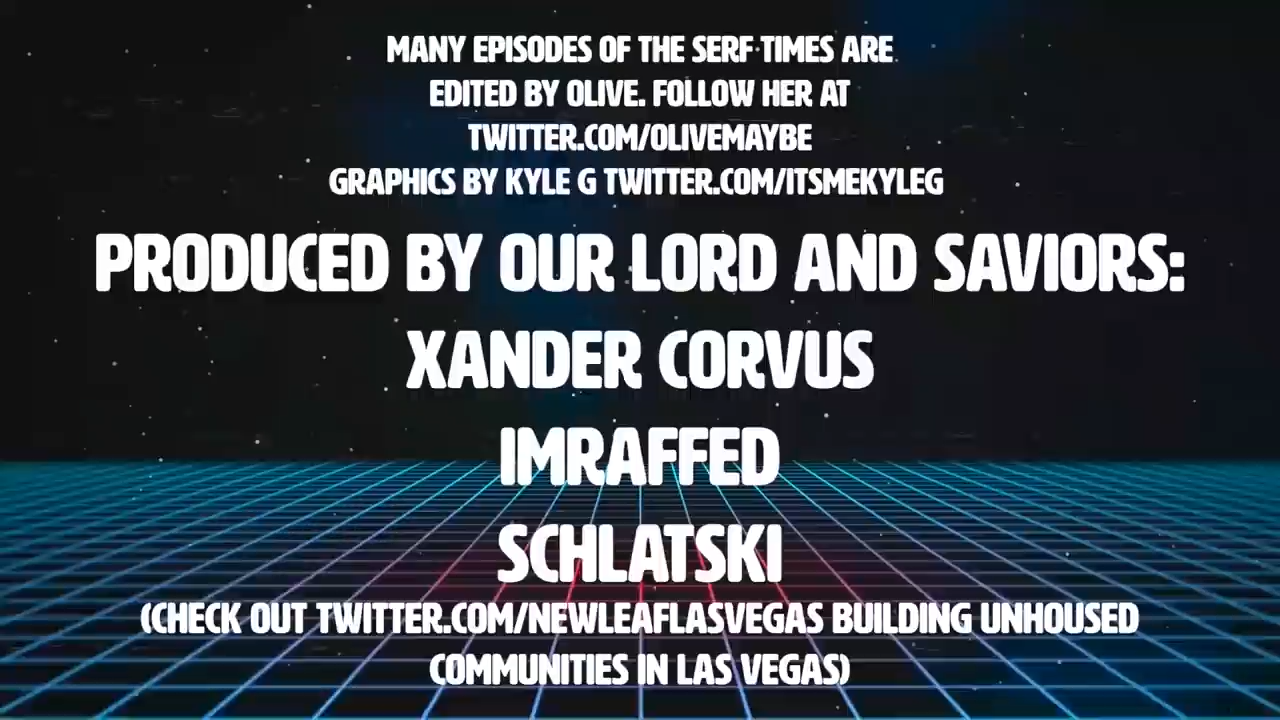 MANY EPISODES OF THE SERF TIMES ARE
EDITED BY OLIVE. FOLLOW HER AT
TWITTER.COM/OLIVEMAYBE
GRAPHICS BY KYLE G TWITTER.COM/ITSMEKYLEG
PRODUCED BY OUR LORD AND SAVIORS:
XANDER CORVUS
IMRAFFED
SCHLATSKI
(CHECK OUT TWITTER.COM/NEWLEAFLASVEGAS BUILDING UNHOUSED
COMMUNITIES IN LAS VEGAS)